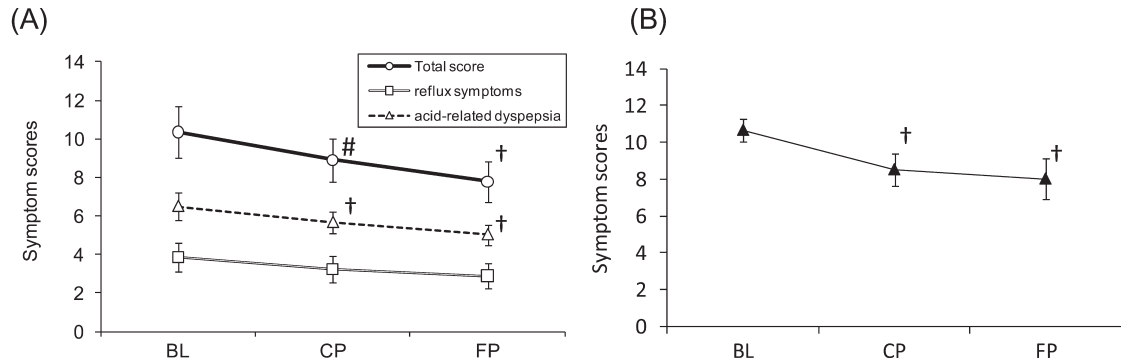 (A)
Symptom scores
14
12
10
8
6
4
2
0
Total score
reflux symptoms
acid-related dyspepsia
#
†
†
†
BL
CP
FP
(B)
Symptom scores
14
12
10
8
6
4
2
0
†
†
BL
CP
FP